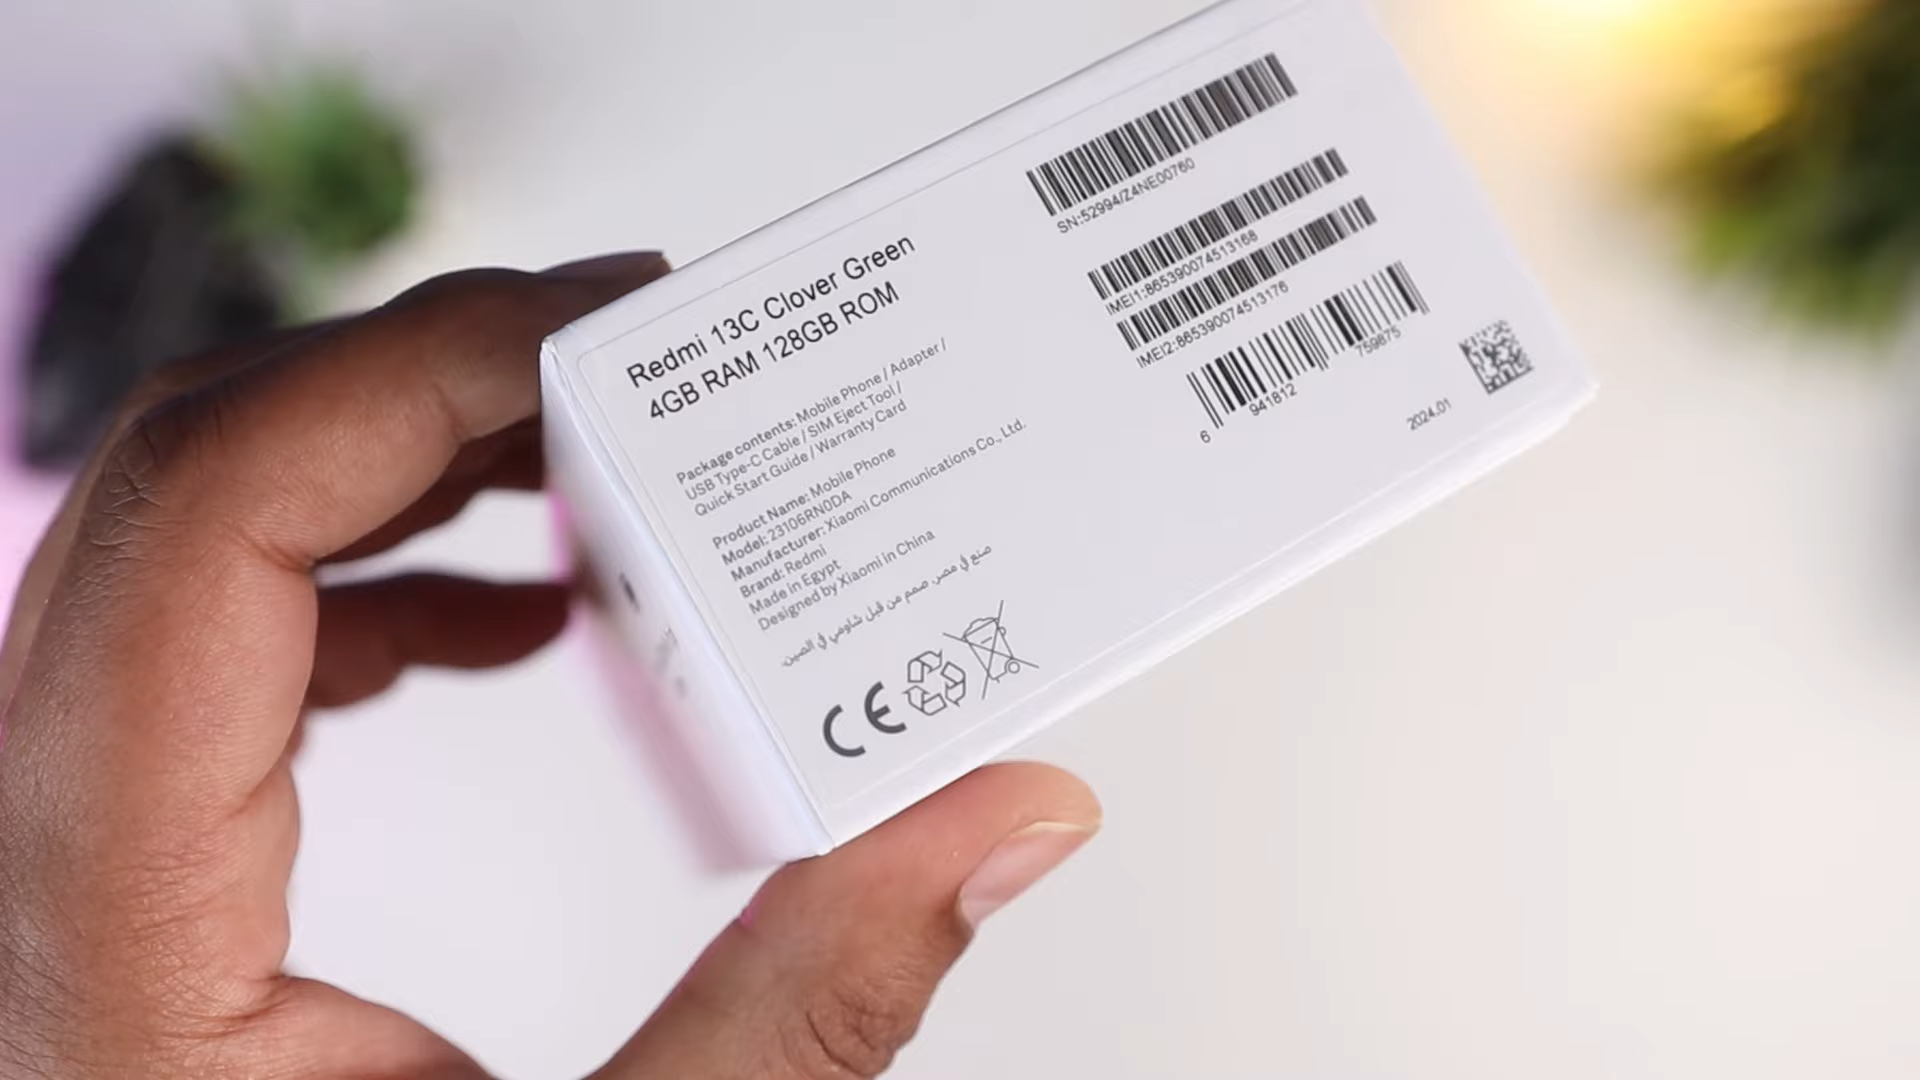 Redmi 13C Clover Green
4GB RAM 128GB ROM
Package contents: Mobile Phone / Adapter /
USB Type-C Cable / SIM Eject Tool /
Quick Start Guide / Warranty Card
Product Name: Mobile Phone
Model: 23106RN0DA
Manufacturer: Xiaomi Communications Co., Ltd.
Brand: Redmi
Made in Egypt
Designed by Xiaomi in China
صنع في مصر. صمم من قبل شاومي في الصين.
CE
SN:52994/Z4NE00760
IMEI1:865390074513168
IMEI2:865390074513176
6 941812 759875
2024.01